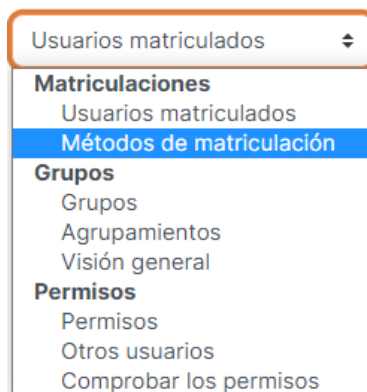 Usuarios matriculados
Matriculaciones
Usuarios matriculados
Métodos de matriculación
Grupos
Grupos
Agrupamientos
Visión general
Permisos
Permisos
Otros usuarios
Comprobar los permisos